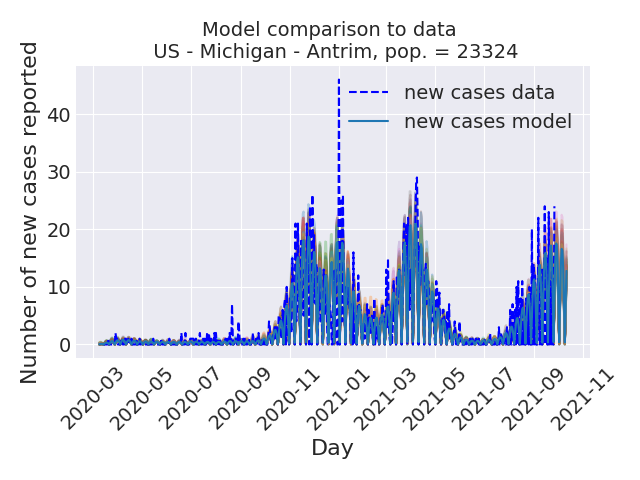 Model comparison to data
US - Michigan - Antrim, pop. = 23324
Number of new cases reported
40
30
20
10
0
new cases data
new cases model
2020-03
2020-05
2020-07
2020-09
2020-11
2021-01
2021-03
2021-05
2021-07
2021-09
2021-11
Day